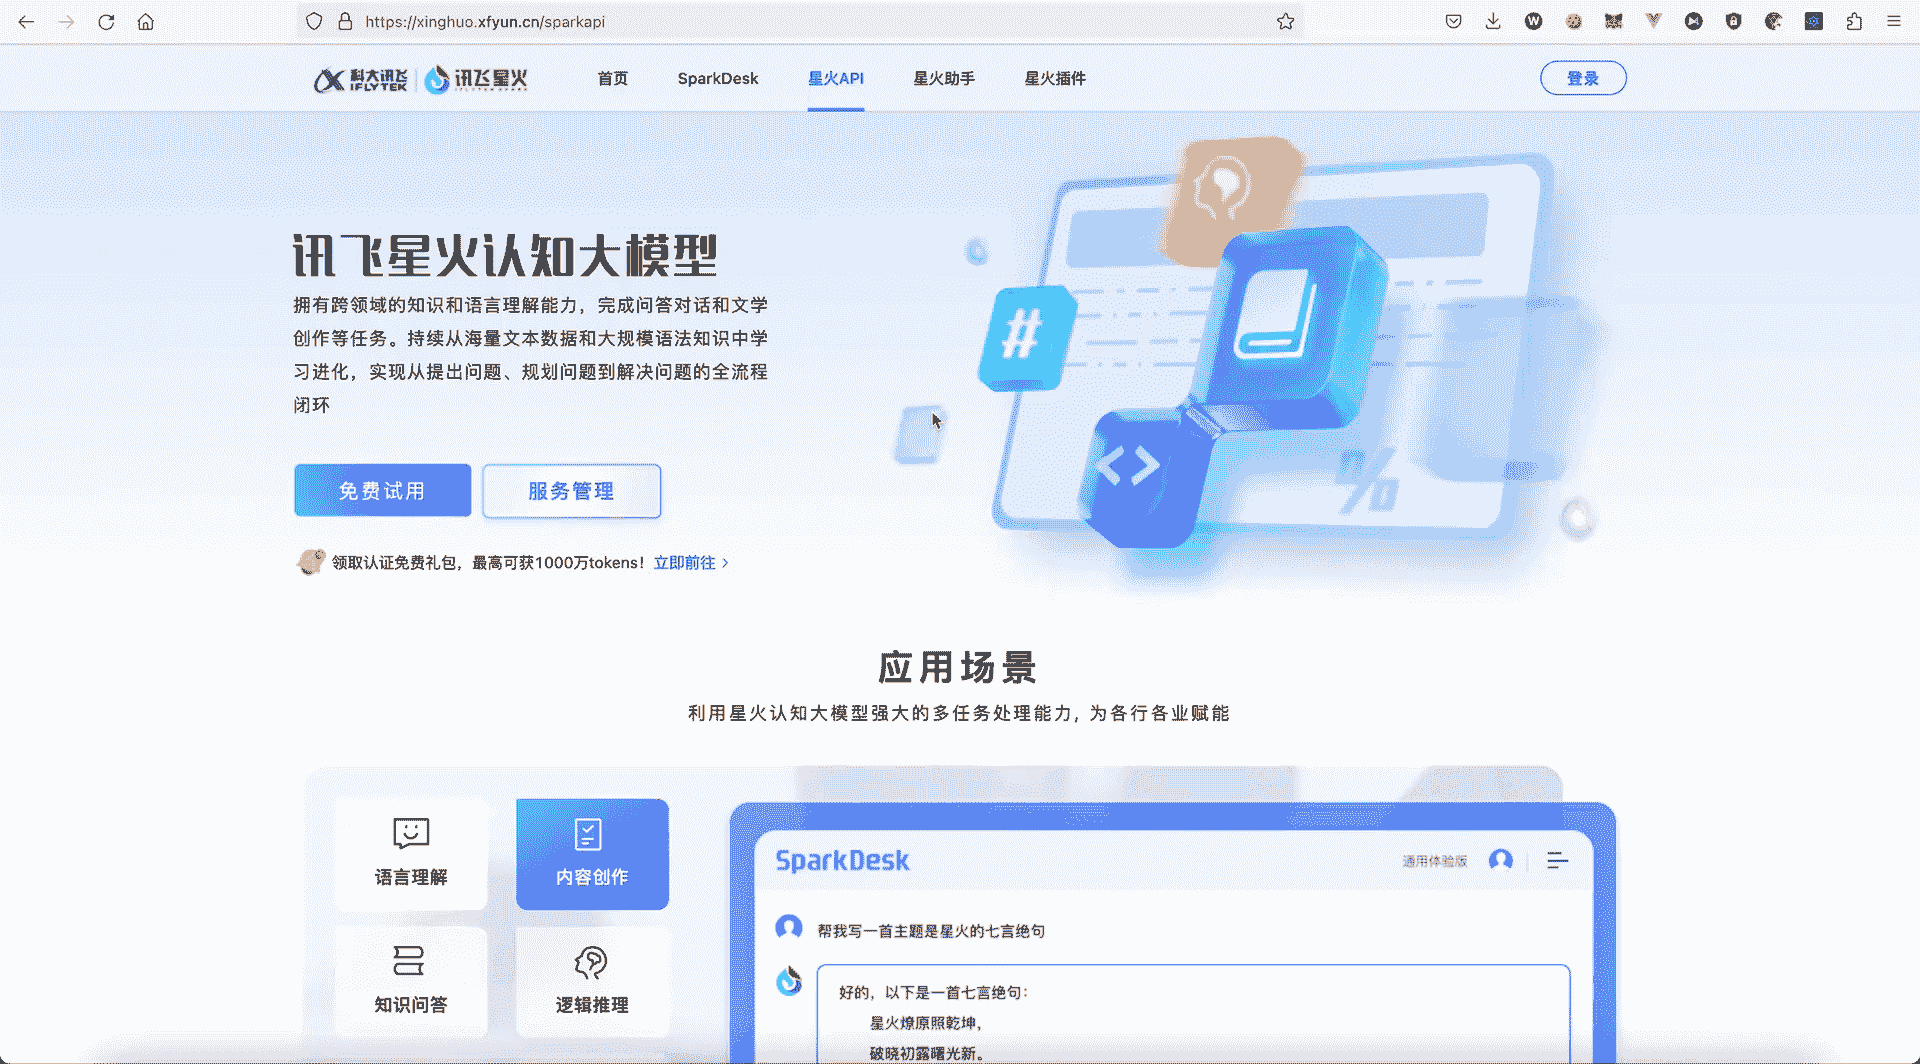 https://xinghuo.xfyun.cn/sparkapi
科大讯飞 IFLYTEK 讯飞星火 首页 SparkDesk 星火API 星火助手 星火插件 登录
讯飞星火认知大模型
拥有跨领域的知识和语言理解能力，完成问答对话和文学
创作等任务。持续从海量文本数据和大规模语法知识中学
习进化，实现从提出问题、规划问题到解决问题的全流程
闭环
#
</>
%
免费试用 服务管理
领取认证免费礼包，最高可获1000万tokens！立即前往 >
应用场景
利用星火认知大模型强大的多任务处理能力，为各行各业赋能
语言理解 内容创作
知识问答 逻辑推理
SparkDesk 通用体验版
帮我写一首主题是星火的七言绝句
好的，以下是一首七言绝句：
星火燎原照乾坤，
破晓初露曙光新。